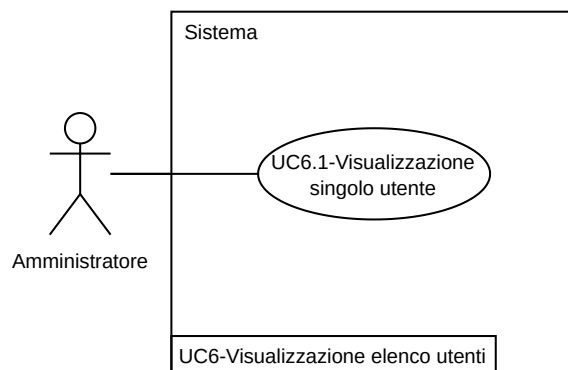 Sistema
UC6.1-Visualizzazione
singolo utente
Amministratore
UC6-Visualizzazione elenco utenti